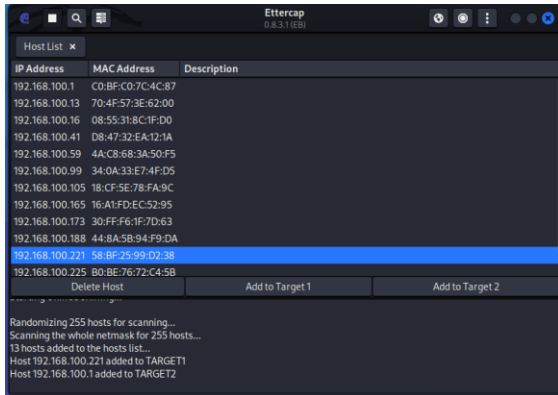 Ettercap
0.8.3.1 (EB)
Host List ×
IP Address MAC Address Description
192.168.100.1 C0:BF:C0:7C:4C:87
192.168.100.13 70:4F:57:3E:62:00
192.168.100.16 08:55:31:8C:1F:D0
192.168.100.41 D8:47:32:EA:12:1A
192.168.100.59 4A:C8:68:3A:50:F5
192.168.100.99 34:0A:33:E7:4F:D5
192.168.100.105 18:CF:5E:78:FA:9C
192.168.100.165 16:A1:FD:EC:52:95
192.168.100.173 30:FF:F6:1F:7D:63
192.168.100.188 44:8A:5B:94:F9:DA
192.168.100.221 58:BF:25:99:D2:38
192.168.100.225 B0:BE:76:72:C4:5B
Delete Host Add to Target 1 Add to Target 2
Randomizing 255 hosts for scanning...
Scanning the whole netmask for 255 hosts...
13 hosts added to the hosts list...
Host 192.168.100.221 added to TARGET1
Host 192.168.100.1 added to TARGET2